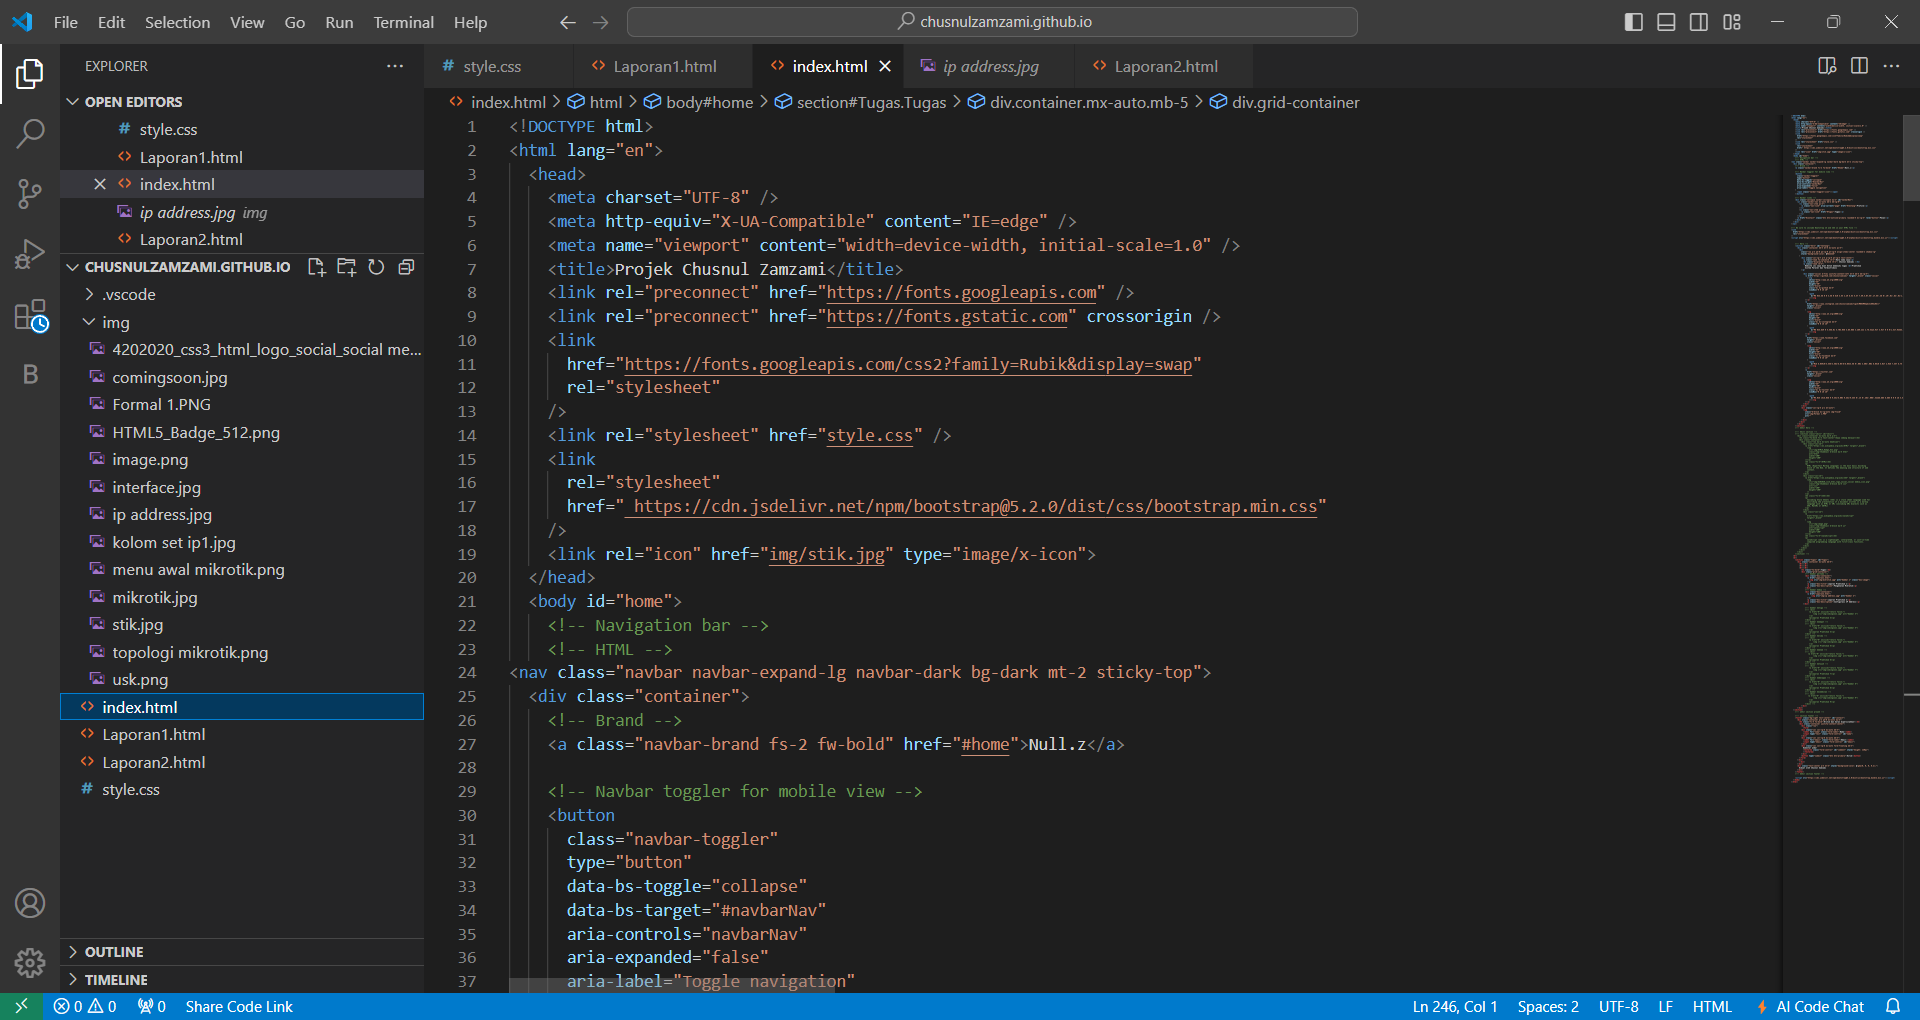 File Edit Selection View Go Run Terminal Help
chusnulzamzami.github.io
EXPLORER
OPEN EDITORS
style.css
Laporan1.html
index.html
ip address.jpg img
Laporan2.html
CHUSNULZAMZAMI.GITHUB.IO
.vscode
img
4202020_css3_html_logo_social_social me...
comingsoon.jpg
Formal 1.PNG
HTML5_Badge_512.png
image.png
interface.jpg
ip address.jpg
kolom set ip1.jpg
menu awal mikrotik.png
mikrotik.jpg
stik.jpg
topologi mikrotik.png
usk.png
index.html
Laporan1.html
Laporan2.html
style.css
OUTLINE
TIMELINE
style.css Laporan1.html index.html ip address.jpg Laporan2.html
index.html > html > body#home > section#Tugas.Tugas > div.container.mx-auto.mb-5 > div.grid-container
1 <!DOCTYPE html>
2 <html lang="en">
3 <head>
4 <meta charset="UTF-8" />
5 <meta http-equiv="X-UA-Compatible" content="IE=edge" />
6 <meta name="viewport" content="width=device-width, initial-scale=1.0" />
7 <title>Projek Chusnul Zamzami</title>
8 <link rel="preconnect" href="https://fonts.googleapis.com" />
9 <link rel="preconnect" href="https://fonts.gstatic.com" crossorigin />
10 <link
11 href="https://fonts.googleapis.com/css2?family=Rubik&display=swap"
12 rel="stylesheet"
13 />
14 <link rel="stylesheet" href="style.css" />
15 <link
16 rel="stylesheet"
17 href=" https://cdn.jsdelivr.net/npm/bootstrap@5.2.0/dist/css/bootstrap.min.css"
18 />
19 <link rel="icon" href="img/stik.jpg" type="image/x-icon">
20 </head>
21 <body id="home">
22 <!-- Navigation bar -->
23 <!-- HTML -->
24 <nav class="navbar navbar-expand-lg navbar-dark bg-dark mt-2 sticky-top">
25 <div class="container">
26 <!-- Brand -->
27 <a class="navbar-brand fs-2 fw-bold" href="#home">Null.z</a>
28
29 <!-- Navbar toggler for mobile view -->
30 <button
31 class="navbar-toggler"
32 type="button"
33 data-bs-toggle="collapse"
34 data-bs-target="#navbarNav"
35 aria-controls="navbarNav"
36 aria-expanded="false"
37 aria-label="Toggle navigation"
0 0 0 Share Code Link
Ln 246, Col 1 Spaces: 2 UTF-8 LF HTML AI Code Chat